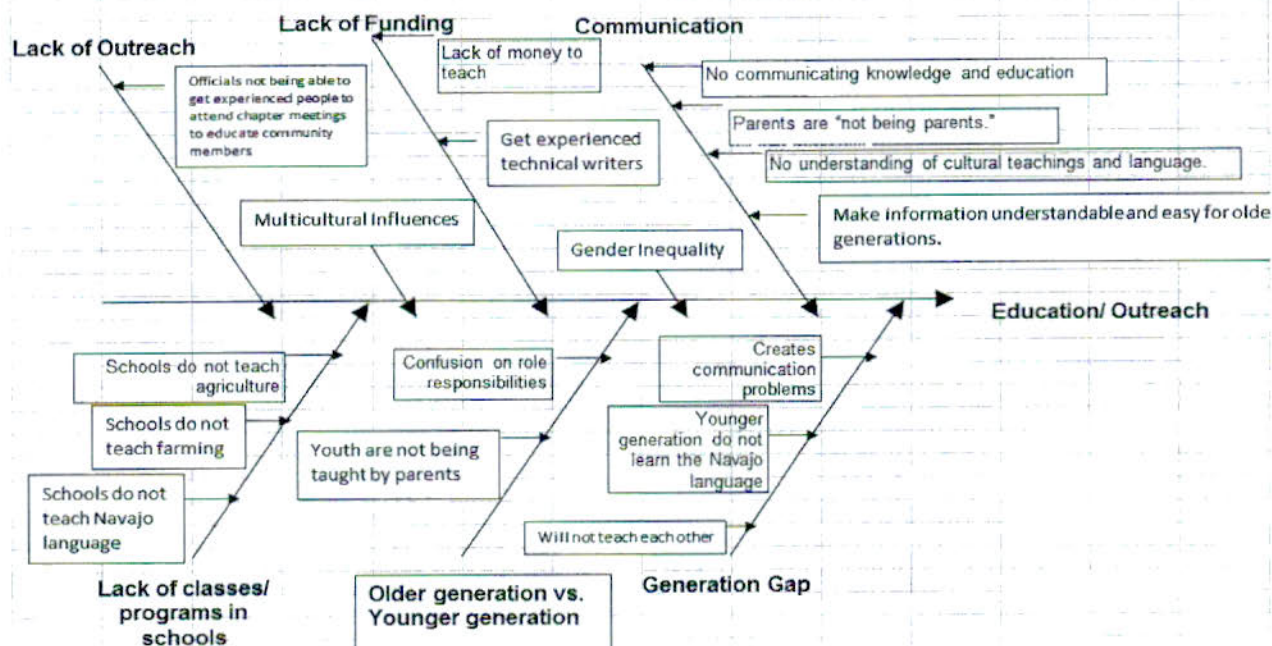 Lack of Outreach
Lack of Funding
Communication
Officials not being able to
get experienced people to
attend chapter meetings
to educate community
members
Lack of money to
teach
Get experienced
technical writers
No communicating knowledge and education
Parents are "not being parents."
No understanding of cultural teachings and language.
Make information understandable and easy for olde
generations.
Multicultural Influences
Gender Inequality
Education/ Outreach
Schools do not teach
agriculture
Schools do not
teach farming
Schools do not
teach Navajo
language
Lack of classes/
programs in
schools
Confusion on role
responsibilities
Youth are not being
taught by parents
Older generation vs.
Younger generation
Creates
communication
problems
Younger
generation do not
learn the Navajo
language
Will not teach each other
Generation Gap